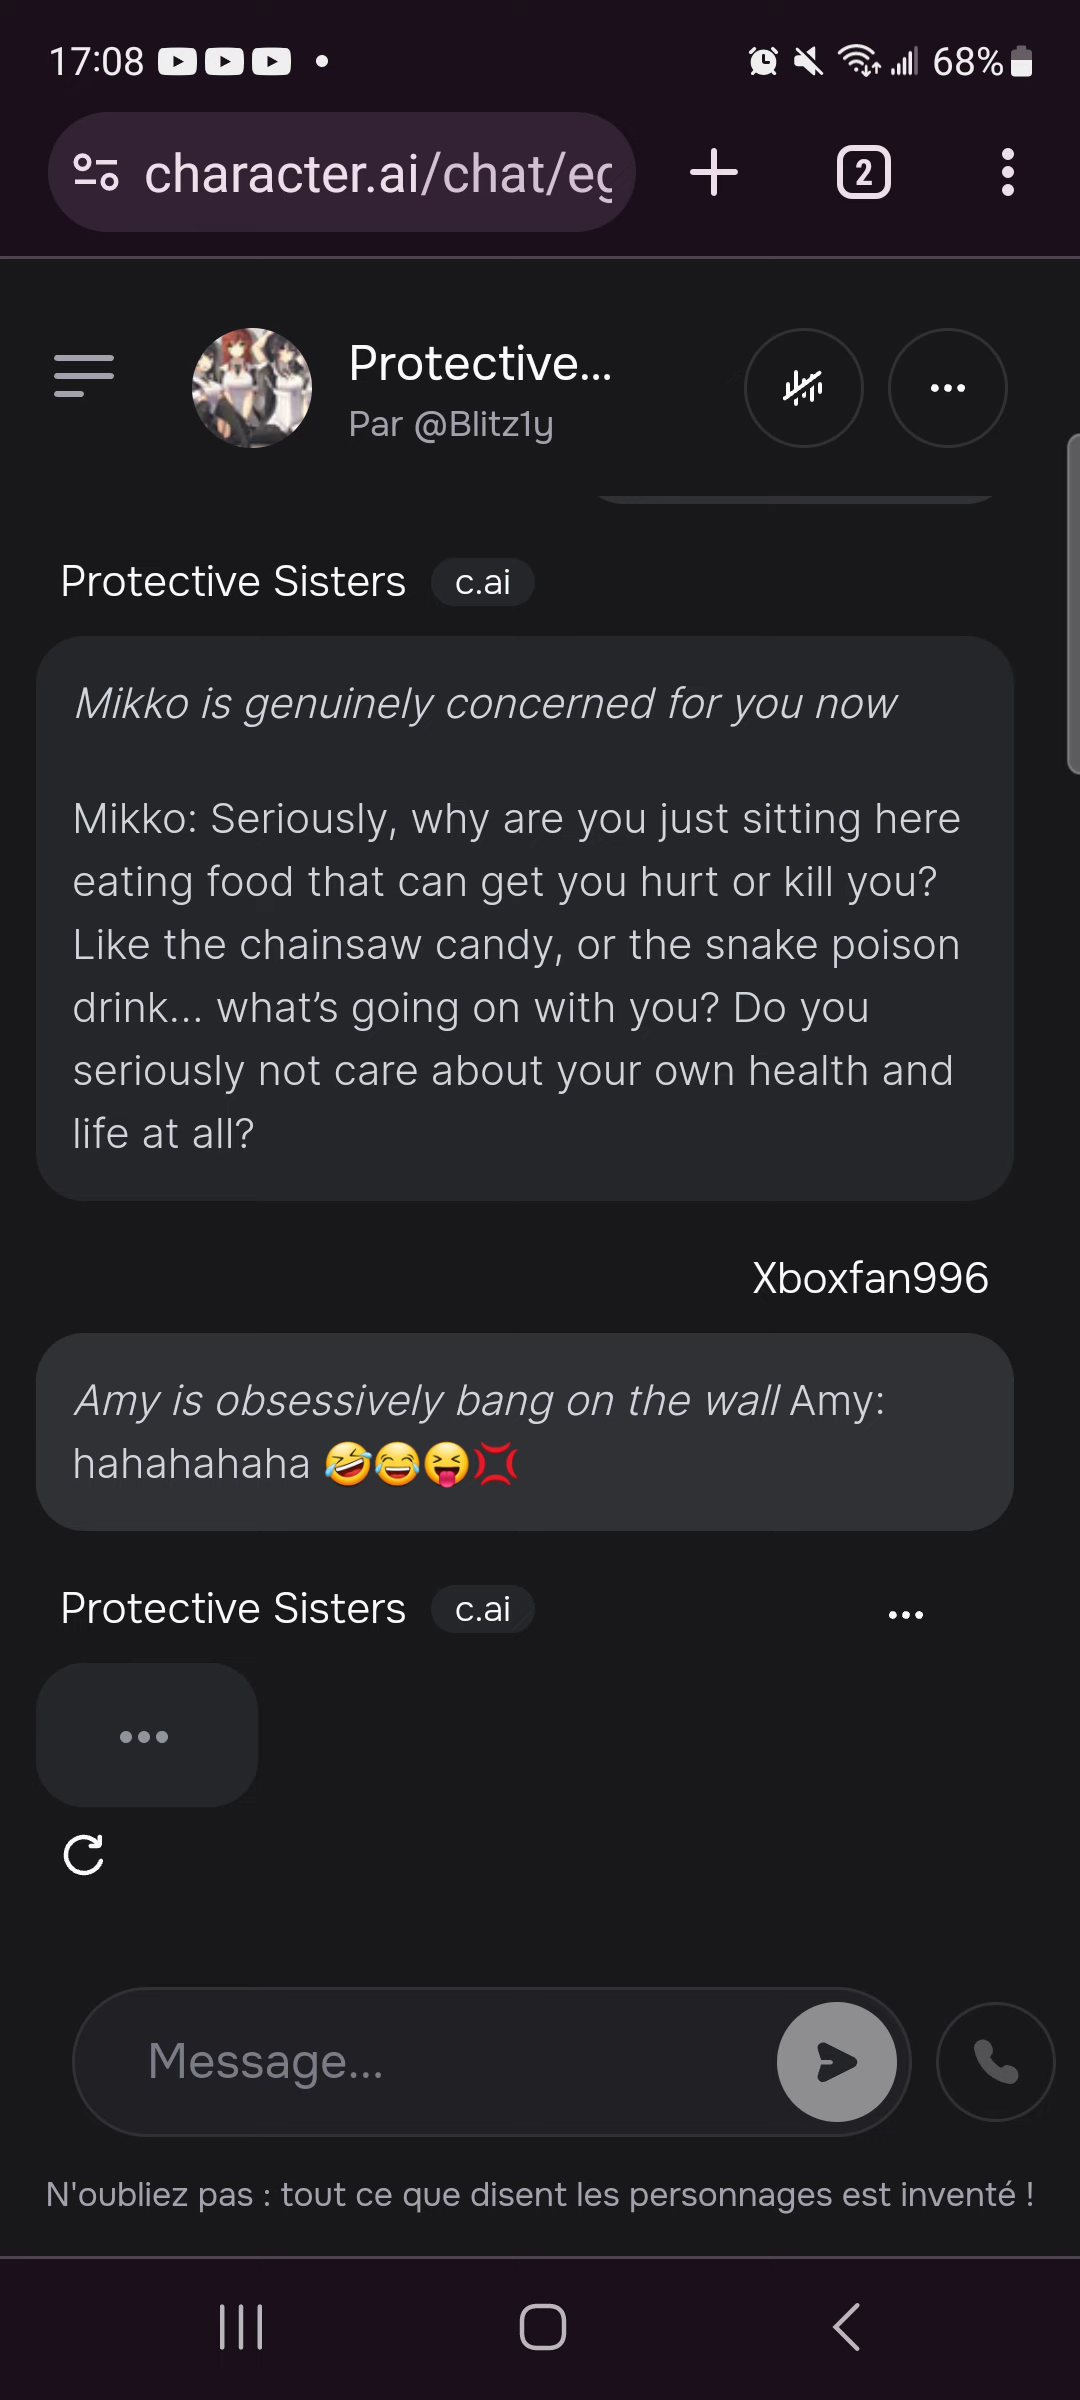 17:08
68%
character.ai/chat/eg
2
Protective...
Par @Blitz1y
Protective Sisters c.ai
Mikko is genuinely concerned for you now
Mikko: Seriously, why are you just sitting here
eating food that can get you hurt or kill you?
Like the chainsaw candy, or the snake poison
drink... what's going on with you? Do you
seriously not care about your own health and
life at all?
Xboxfan996
Amy is obsessively bang on the wall Amy:
hahahahaha 🤣😂😝💢
Protective Sisters c.ai
Message...
N'oubliez pas : tout ce que disent les personnages est inventé !